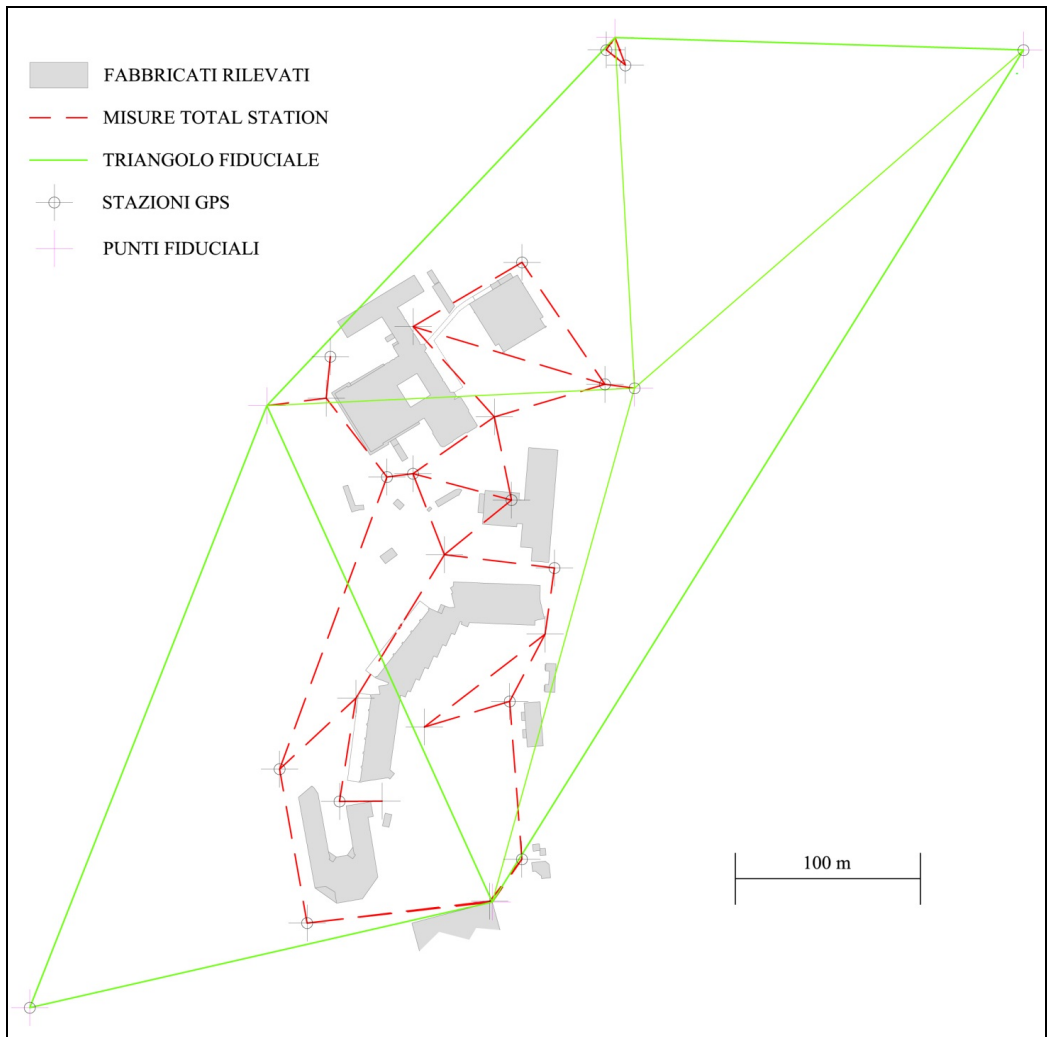 FABBRICATI RILEVATI
MISURE TOTAL STATION
TRIANGOLO FIDUCIALE
STAZIONI GPS
PUNTI FIDUCIALI
100 m